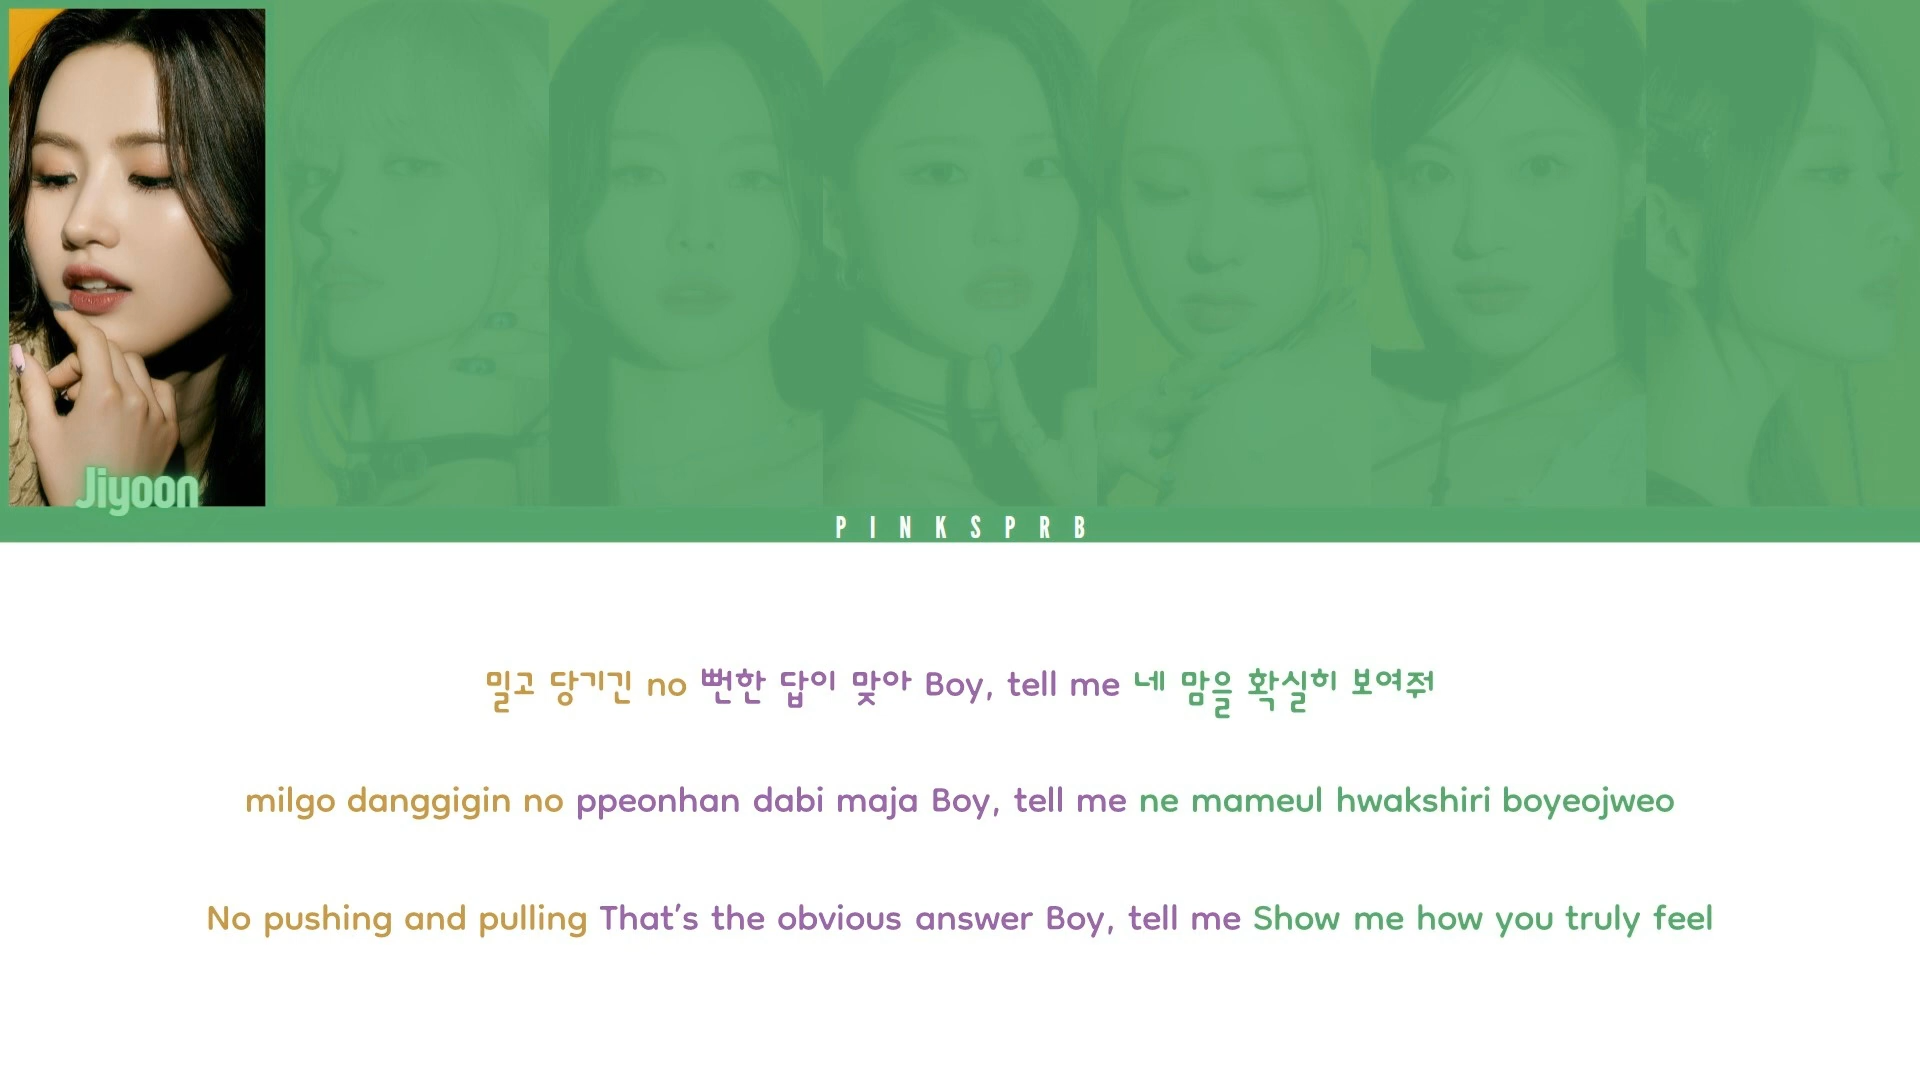 Jiyoon
PINKSPRB
밀고 당기긴 no 뻔한 답이 맞아 Boy, tell me 네 맘을 확실히 보여줘
milgo danggigin no ppeonhan dabi maja Boy, tell me ne mameul hwakshiri boyeojweo
No pushing and pulling That's the obvious answer Boy, tell me Show me how you truly feel